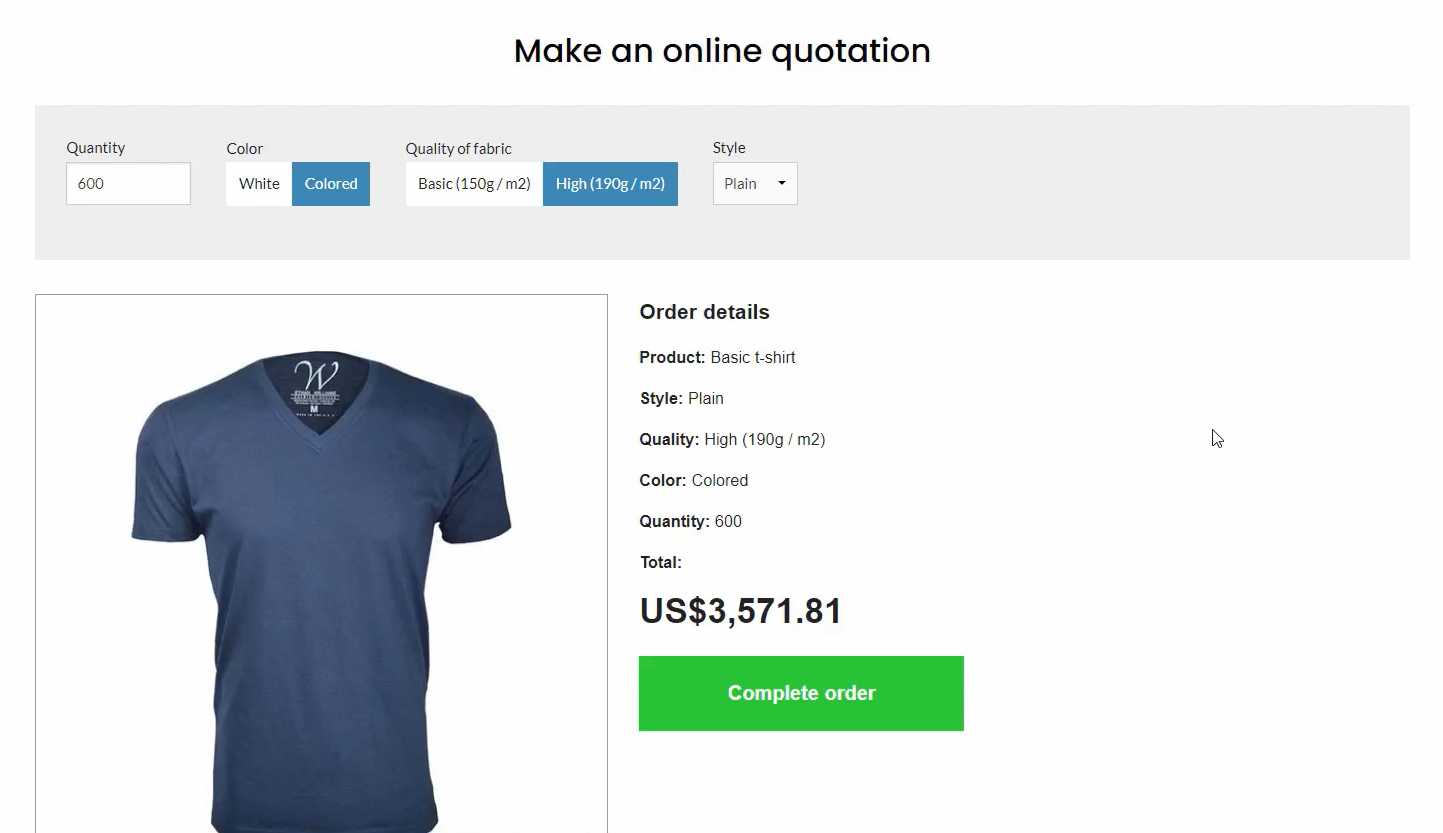 Make an online quotation
Quantity
Color
Quality of fabric
Style
600
White
Colored
Basic (150g / m2)
High (190g / m2)
Plain
Order details
Product: Basic t-shirt
Style: Plain
Quality: High (190g / m2)
Color: Colored
Quantity: 600
Total:
US$3,571.81
Complete order
W
M